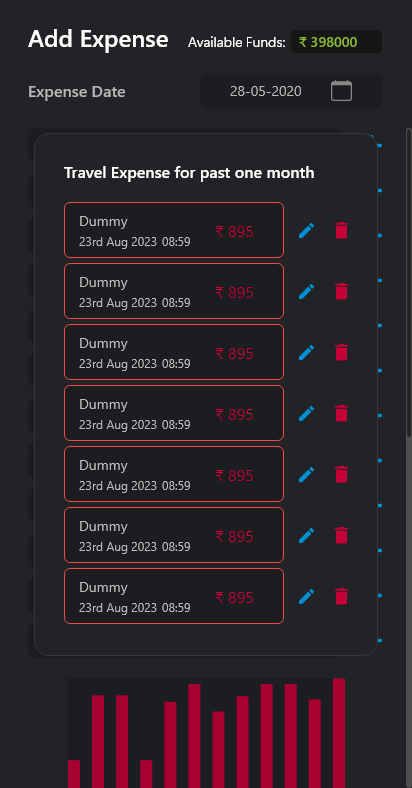 Add Expense
Available Funds: ₹ 398000
Expense Date
28-05-2020
Travel Expense for past one month
Dummy
23rd Aug 2023 08:59
₹ 895
Dummy
23rd Aug 2023 08:59
₹ 895
Dummy
23rd Aug 2023 08:59
₹ 895
Dummy
23rd Aug 2023 08:59
₹ 895
Dummy
23rd Aug 2023 08:59
₹ 895
Dummy
23rd Aug 2023 08:59
₹ 895
Dummy
23rd Aug 2023 08:59
₹ 895